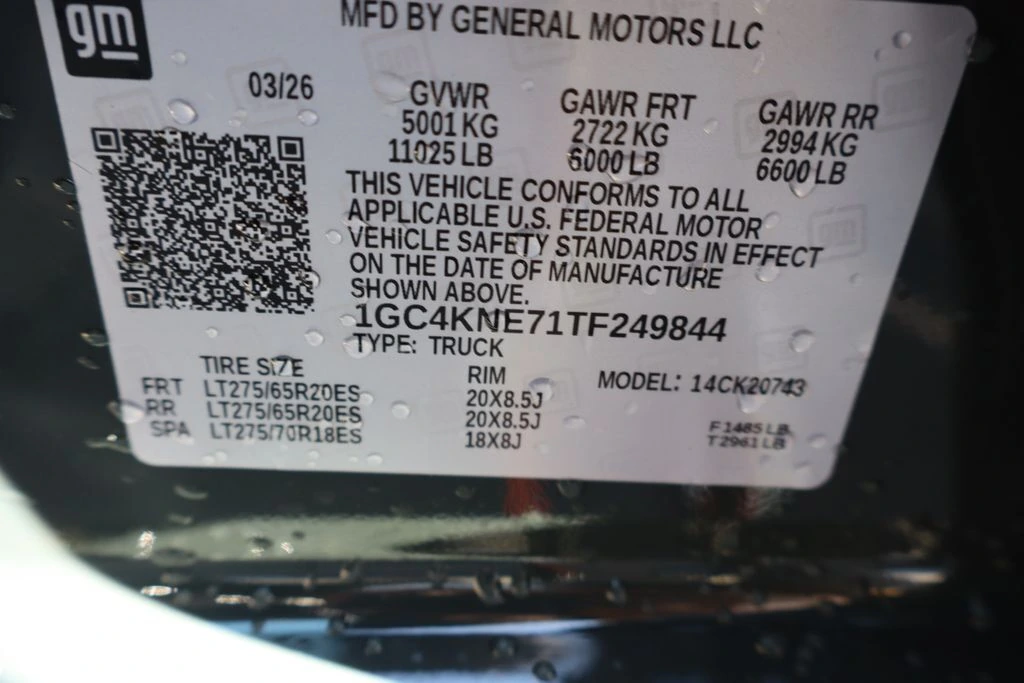 gm
MFD BY GENERAL MOTORS LLC
03/26
GVWR GAWR FRT GAWR RR
5001 KG 2722 KG 2994 KG
11025 LB 6000 LB 6600 LB
THIS VEHICLE CONFORMS TO ALL
APPLICABLE U.S. FEDERAL MOTOR
VEHICLE SAFETY STANDARDS IN EFFECT
ON THE DATE OF MANUFACTURE
SHOWN ABOVE.
1GC4KNE71TF249844
TYPE: TRUCK
TIRE SIZE RIM MODEL: 14CK20743
FRT LT275/65R20ES 20X8.5J
RR LT275/65R20ES 20X8.5J
SPA LT275/70R18ES 18X8J
F 1485 LB
T 2961 LB